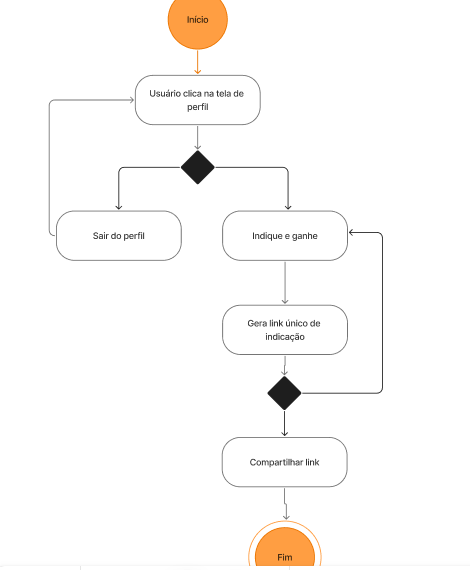 Início
Usuário clica na tela de
perfil
Sair do perfil
Indique e ganhe
Gera link único de
indicação
Compartilhar link
Fim